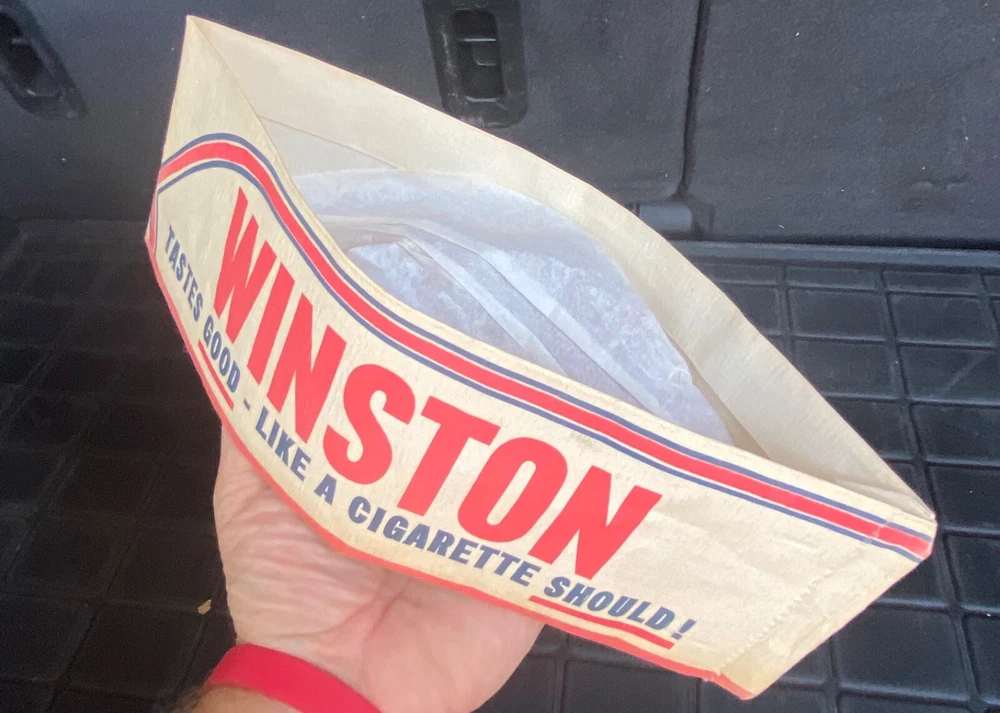 WINSTON
TASTES GOOD - LIKE A CIGARETTE SHOULD!